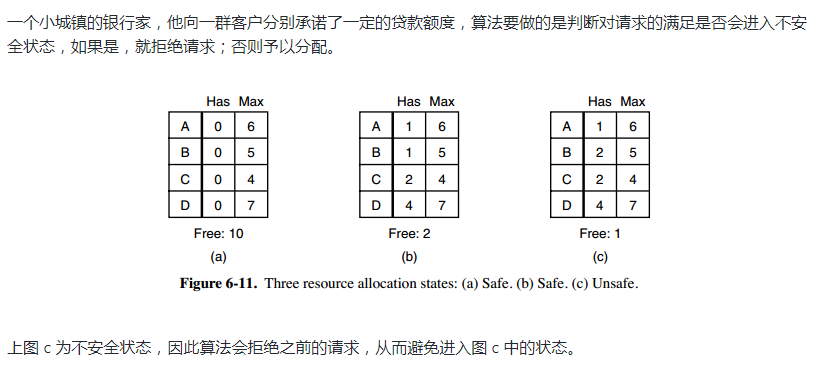 一个小城镇的银行家，他向一群客户分别承诺了一定的贷款额度，算法要做的是判断对请求的满足是否会进入不安
全状态，如果是，就拒绝请求；否则予以分配。
Has Max
A 0 6
B 0 5
C 0 4
D 0 7
Free: 10
(a)
Has Max
A 1 6
B 1 5
C 2 4
D 4 7
Free: 2
(b)
Has Max
A 1 6
B 2 5
C 2 4
D 4 7
Free: 1
(c)
Figure 6-11. Three resource allocation states: (a) Safe. (b) Safe. (c) Unsafe.
上图 c 为不安全状态，因此算法会拒绝之前的请求，从而避免进入图 c 中的状态。